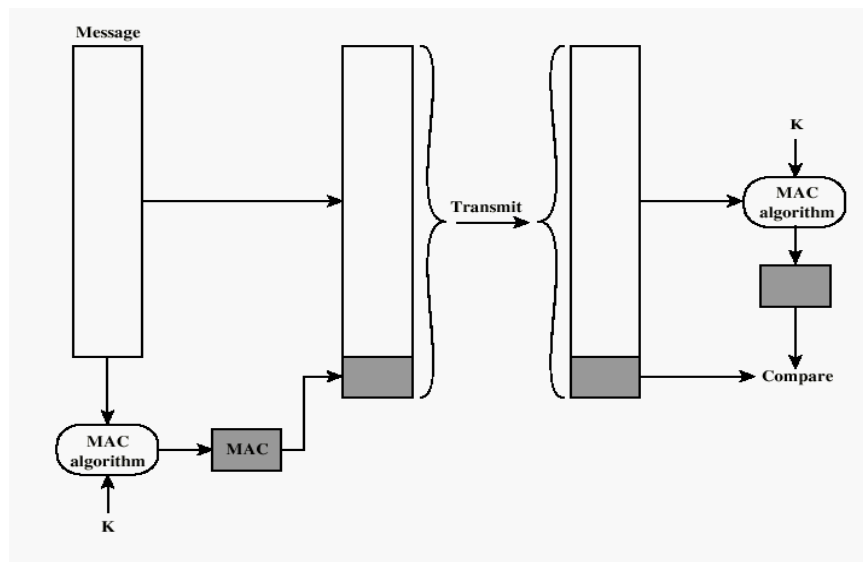 Message
K
MAC
algorithm
Transmit
Compare
MAC
algorithm
MAC
K